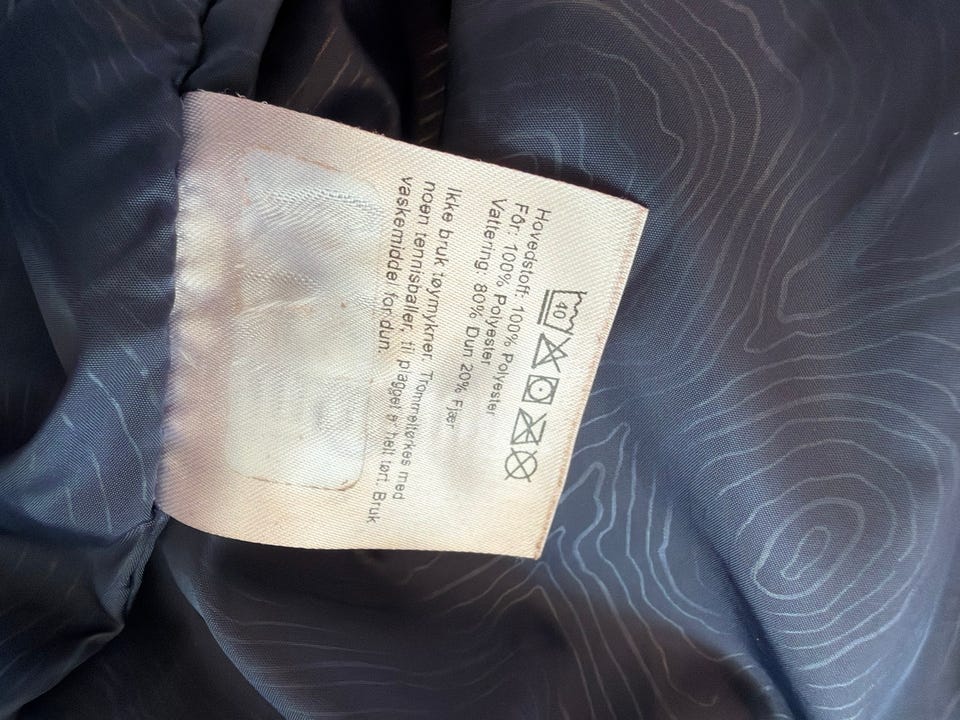 40
Hovedstoff: 100% Polyester
Fôr: 100% Polyester
Vattering: 80% Dun 20% Fjær
Ikke bruk tøymykner. Trommeltørkes med
noen tennisballer, til plagget er helt tørt. Bruk
vaskemiddel for dun.